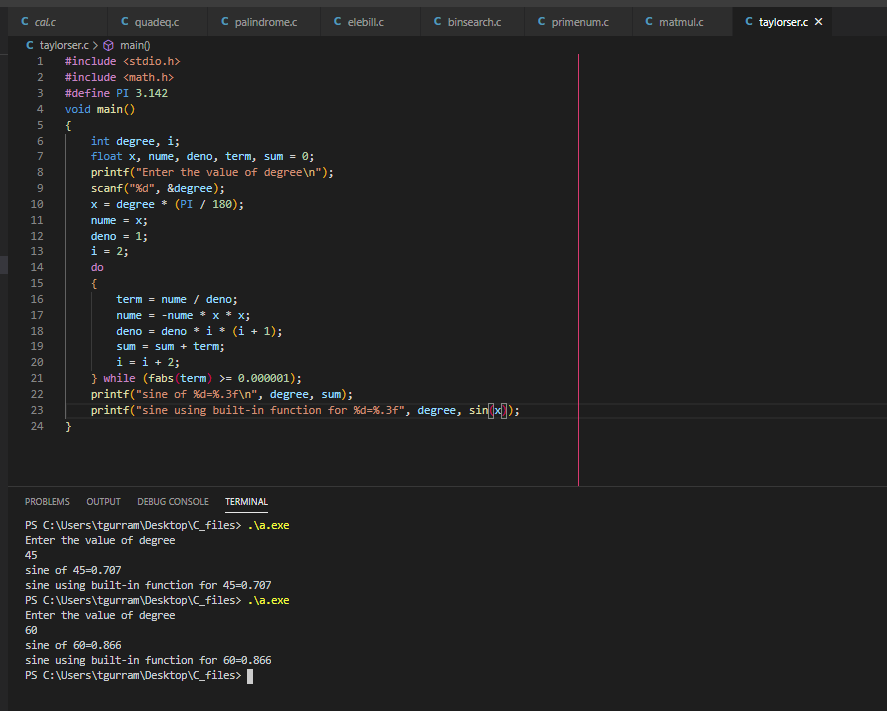 C cal.c C quadeq.c C palindrome.c C elebill.c C binsearch.c C primenum.c C matmul.c C taylorser.c ×
C taylorser.c > main()
1 #include <stdio.h>
2 #include <math.h>
3 #define PI 3.142
4 void main()
5 {
6 int degree, i;
7 float x, nume, deno, term, sum = 0;
8 printf("Enter the value of degree\n");
9 scanf("%d", &degree);
10 x = degree * (PI / 180);
11 nume = x;
12 deno = 1;
13 i = 2;
14 do
15 {
16 term = nume / deno;
17 nume = -nume * x * x;
18 deno = deno * i * (i + 1);
19 sum = sum + term;
20 i = i + 2;
21 } while (fabs(term) >= 0.000001);
22 printf("sine of %d=%.3f\n", degree, sum);
23 printf("sine using built-in function for %d=%.3f", degree, sin(x));
24 }
PROBLEMS OUTPUT DEBUG CONSOLE TERMINAL
PS C:\Users\tgurram\Desktop\C_files> .\a.exe
Enter the value of degree
45
sine of 45=0.707
sine using built-in function for 45=0.707
PS C:\Users\tgurram\Desktop\C_files> .\a.exe
Enter the value of degree
60
sine of 60=0.866
sine using built-in function for 60=0.866
PS C:\Users\tgurram\Desktop\C_files>